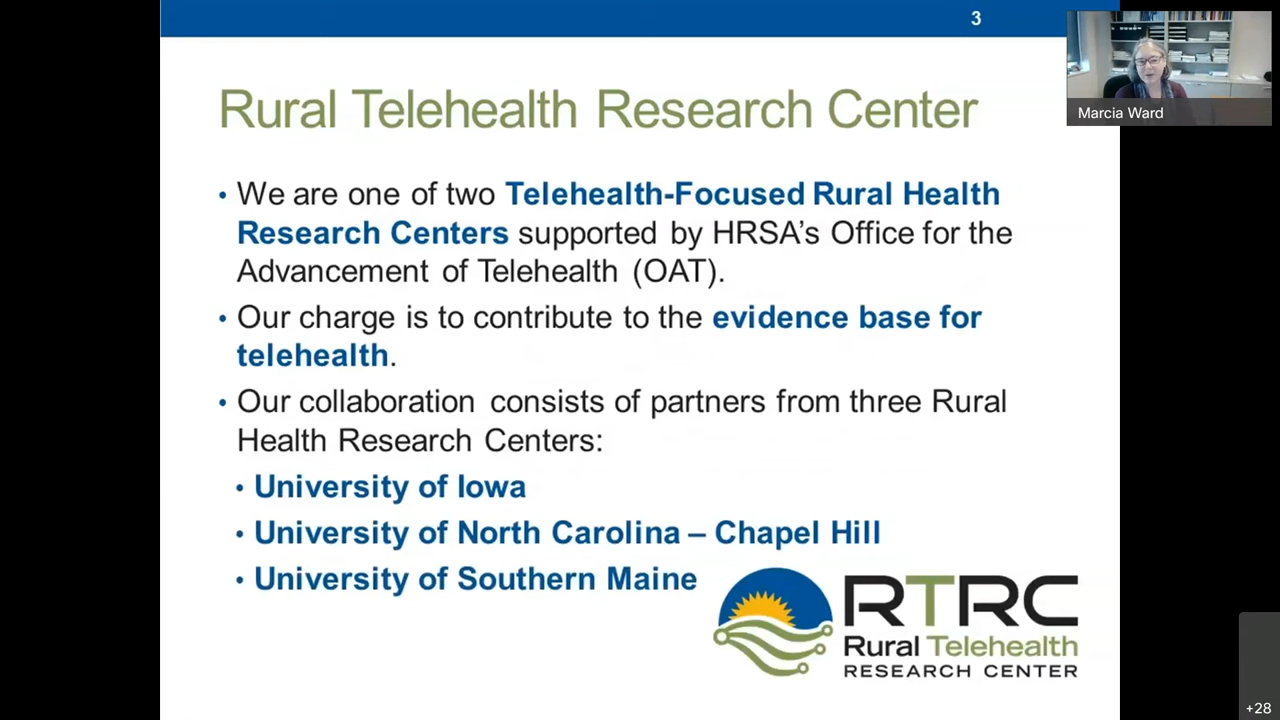 3
Marcia Ward
Rural Telehealth Research Center
• We are one of two Telehealth-Focused Rural Health
Research Centers supported by HRSA’s Office for the
Advancement of Telehealth (OAT).
• Our charge is to contribute to the evidence base for
telehealth.
• Our collaboration consists of partners from three Rural
Health Research Centers:
• University of Iowa
• University of North Carolina – Chapel Hill
• University of Southern Maine
RTRC
Rural Telehealth
RESEARCH CENTER
+28